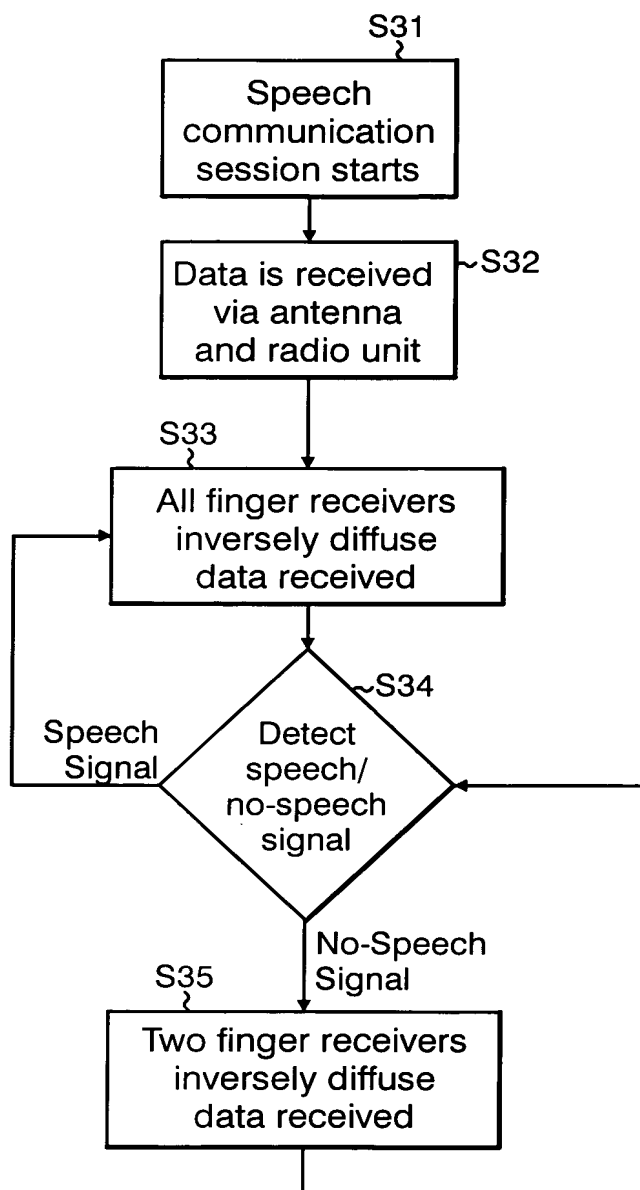 S31
Speech
communication
session starts
S32
Data is received
via antenna
and radio unit
S33
All finger receivers
inversely diffuse
data received
S34
Speech
Signal
Detect
speech/
no-speech
signal
No-Speech
Signal
S35
Two finger receivers
inversely diffuse
data received